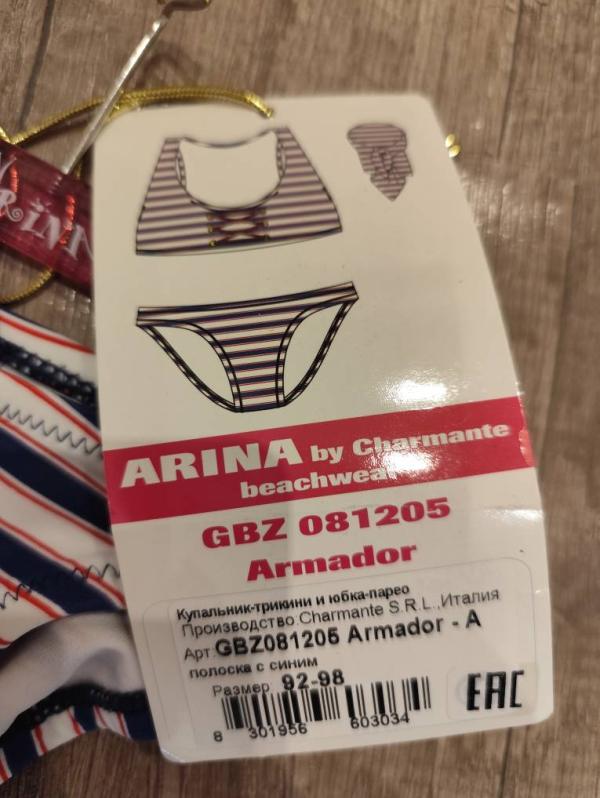 ARINA by Charmante
beachwear
GBZ 081205
Armador
Купальник-трикини и юбка-парео
Производство:Charmante S.R.L.,Италия
Арт:GBZ081205 Armador - A
полоска с синим
Размер 92-98
EAC
8 301956 603034